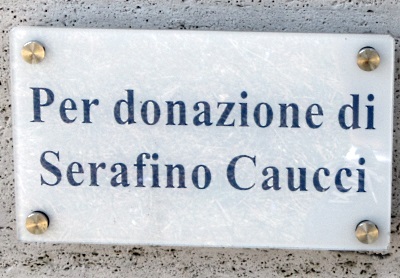 Per donazione di
Serafino Caucci